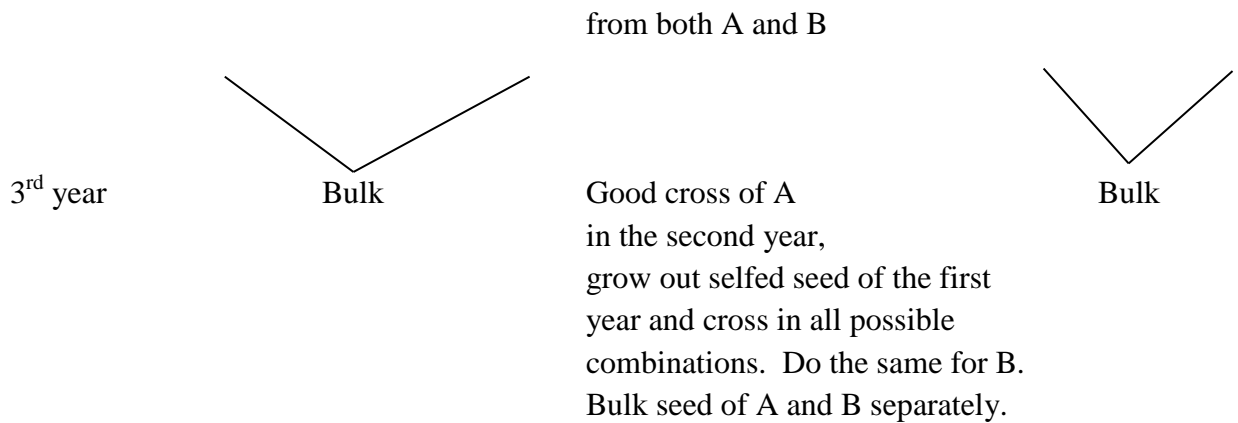 from both A and B
3rd year Bulk Good cross of A Bulk
in the second year,
grow out selfed seed of the first
year and cross in all possible
combinations. Do the same for B.
Bulk seed of A and B separately.